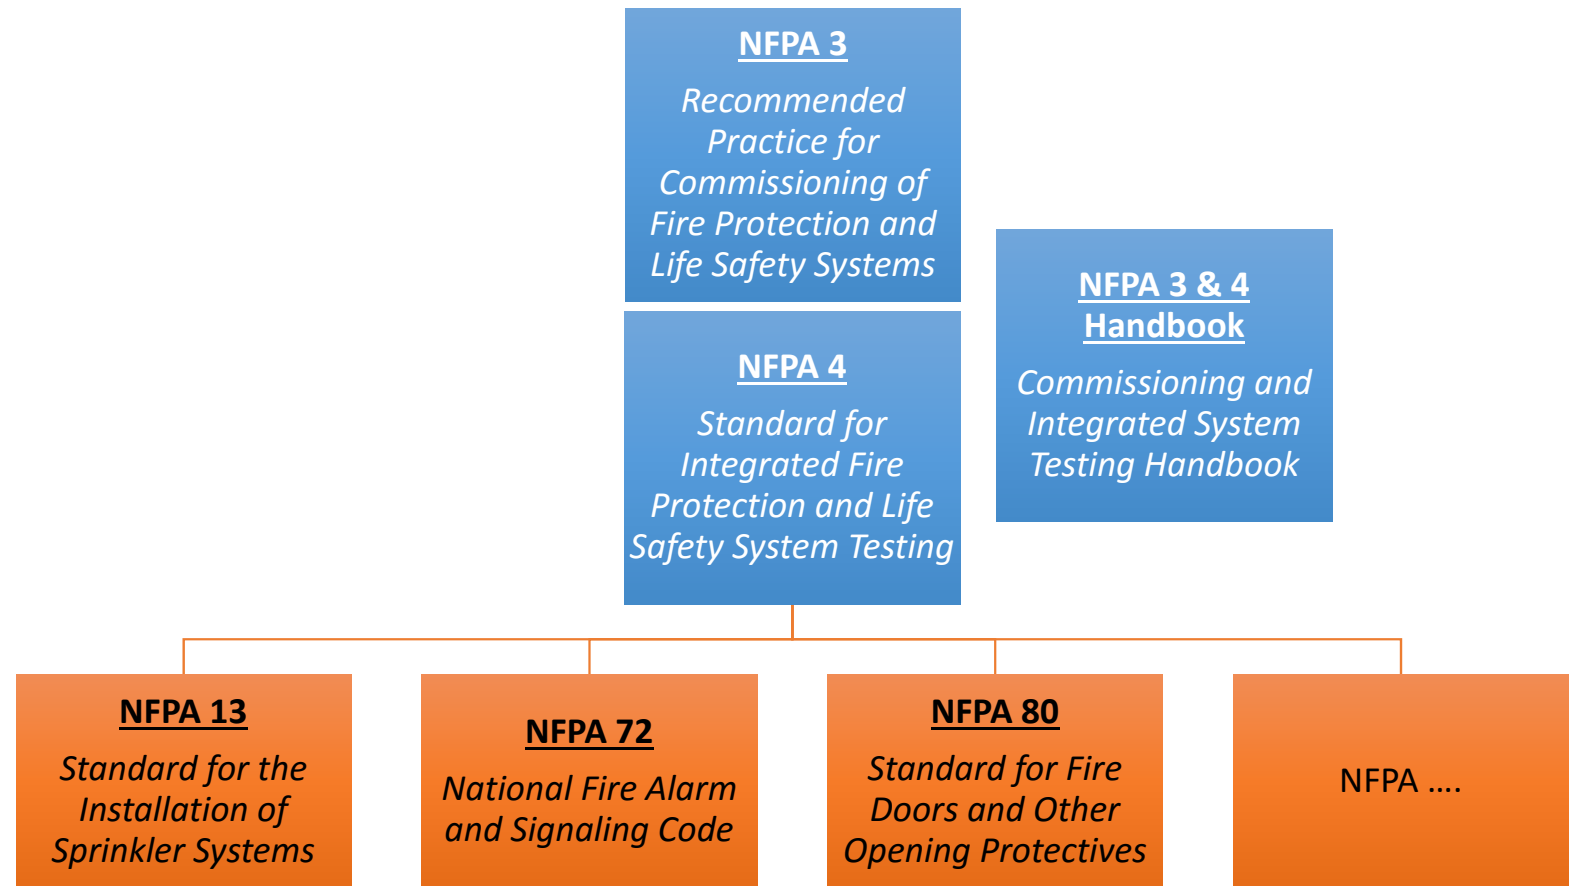 NFPA 3
Recommended
Practice for
Commissioning of
Fire Protection and
Life Safety Systems
NFPA 3 & 4
Handbook
Commissioning and
Integrated System
Testing Handbook
NFPA 4
Standard for
Integrated Fire
Protection and Life
Safety System Testing
NFPA 13
Standard for the
Installation of
Sprinkler Systems
NFPA 72
National Fire Alarm
and Signaling Code
NFPA 80
Standard for Fire
Doors and Other
Opening Protectives
NFPA ....